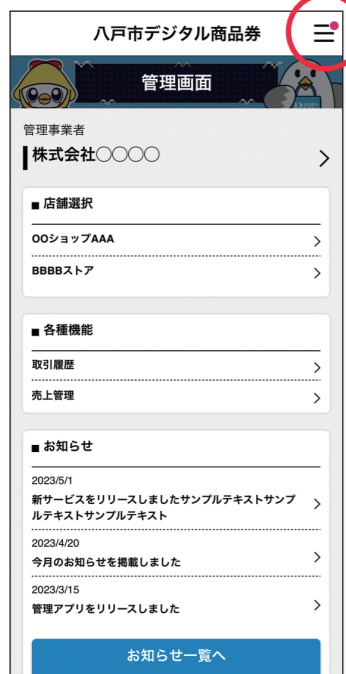 八戸市デジタル商品券
管理画面
管理事業者
株式会社〇〇〇〇
■ 店舗選択
OOショップAAA
BBBBストア
■ 各種機能
取引履歴
売上管理
■ お知らせ
2023/5/1
新サービスをリリースしましたサンプルテキストサンプ
ルテキストサンプルテキスト
2023/4/20
今月のお知らせを掲載しました
2023/3/15
管理アプリをリリースしました
お知らせ一覧へ